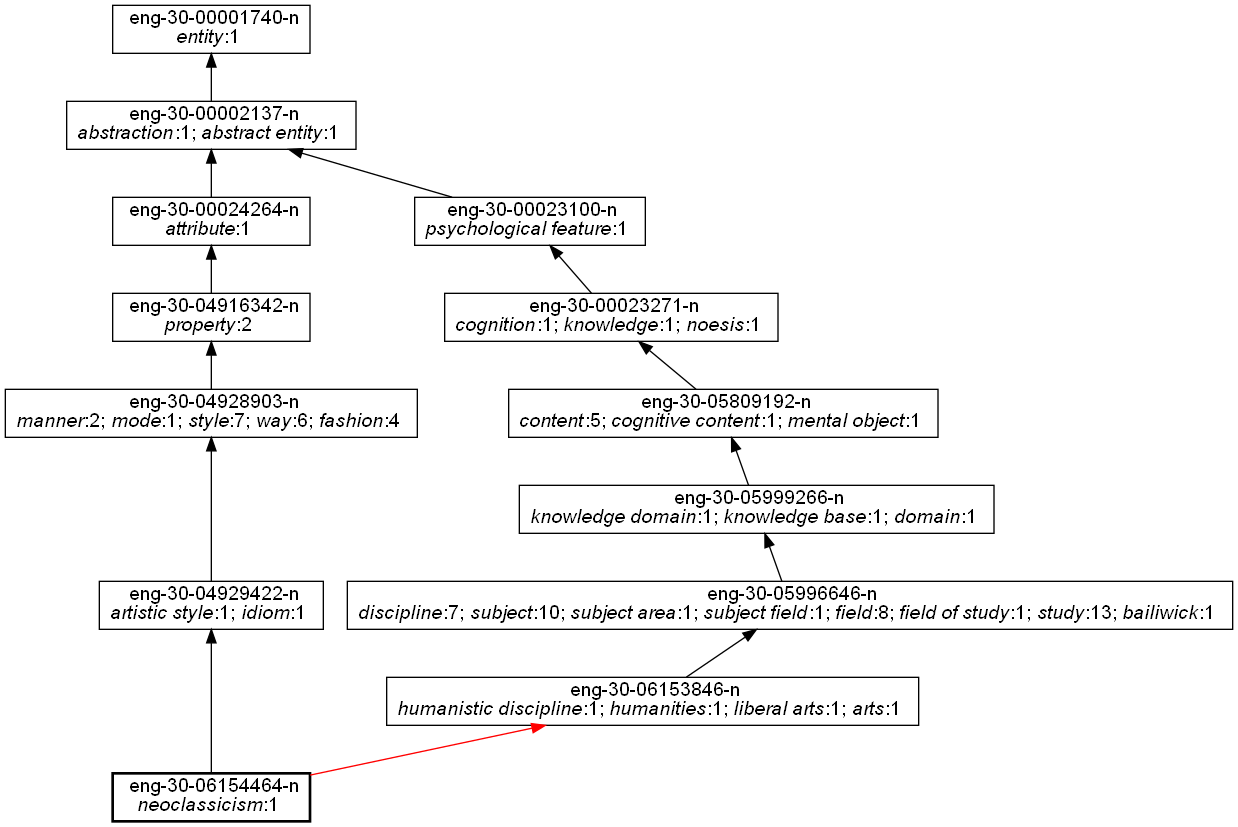 eng-30-00001740-n
entity:1
eng-30-00002137-n
abstraction:1; abstract entity:1
eng-30-00024264-n
attribute:1
eng-30-00023100-n
psychological feature:1
eng-30-04916342-n
property:2
eng-30-00023271-n
cognition:1; knowledge:1; noesis:1
eng-30-04928903-n
manner:2; mode:1; style:7; way:6; fashion:4
eng-30-05809192-n
content:5; cognitive content:1; mental object:1
eng-30-05999266-n
knowledge domain:1; knowledge base:1; domain:1
eng-30-04929422-n
artistic style:1; idiom:1
eng-30-05996646-n
discipline:7; subject:10; subject area:1; subject field:1; field:8; field of study:1; study:13; bailiwick:1
eng-30-06153846-n
humanistic discipline:1; humanities:1; liberal arts:1; arts:1
eng-30-06154464-n
neoclassicism:1